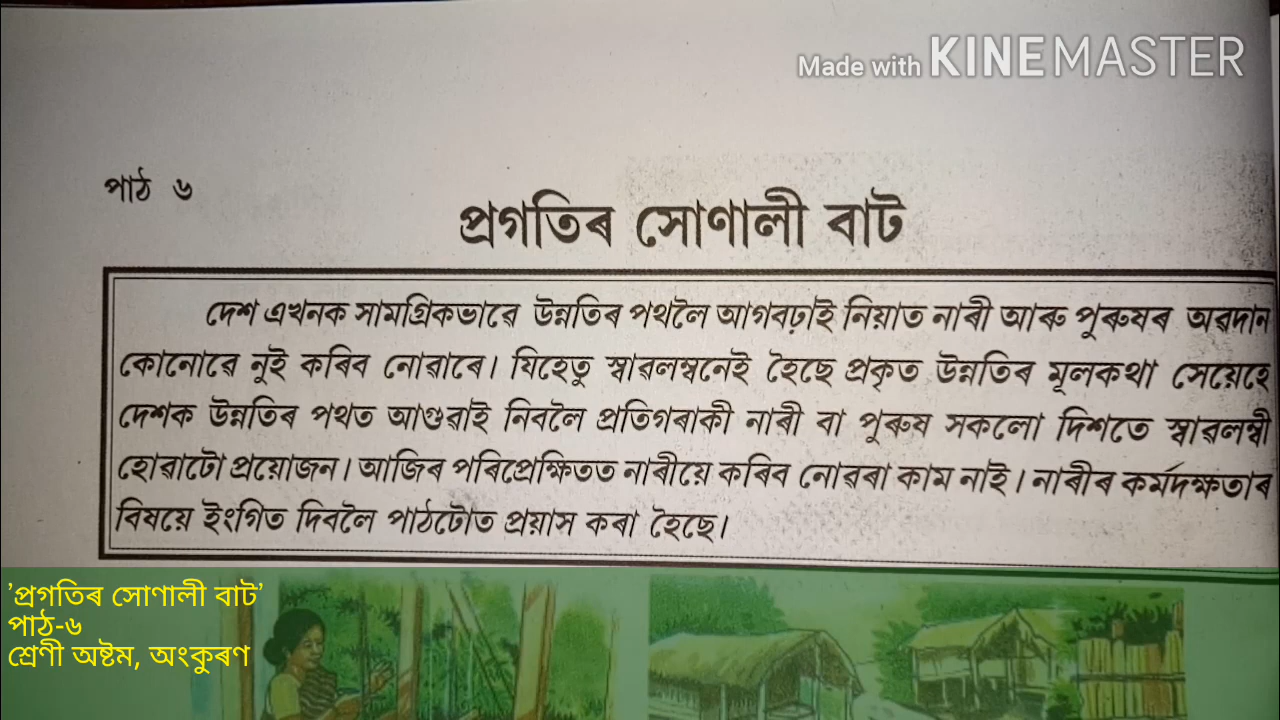 Made with KINEMASTER
পাঠ ৬
প্ৰগতিৰ সোণালী বাট
দেশ এখনক সামগ্ৰিকভাৱে উন্নতিৰ পথলৈ আগবঢ়াই নিয়াত নাৰী আৰু পুৰুষৰ অৱদান
কোনোৱে নুই কৰিব নোৱাৰে। যিহেতু স্বাৱলম্বনেই হৈছে প্ৰকৃত উন্নতিৰ মূলকথা সেয়েহে
দেশক উন্নতিৰ পথত আগুৱাই নিবলৈ প্ৰতিগৰাকী নাৰী বা পুৰুষ সকলো দিশতে স্বাৱলম্বী
হোৱাটো প্ৰয়োজন। আজিৰ পৰিপ্ৰেক্ষিতত নাৰীয়ে কৰিব নোৱৰা কাম নাই। নাৰীৰ কৰ্মদক্ষতাৰ
বিষয়ে ইংগিত দিবলৈ পাঠটোত প্ৰয়াস কৰা হৈছে।
'প্ৰগতিৰ সোণালী বাট'
পাঠ-৬
শ্ৰেণী অষ্টম, অংকুৰণ